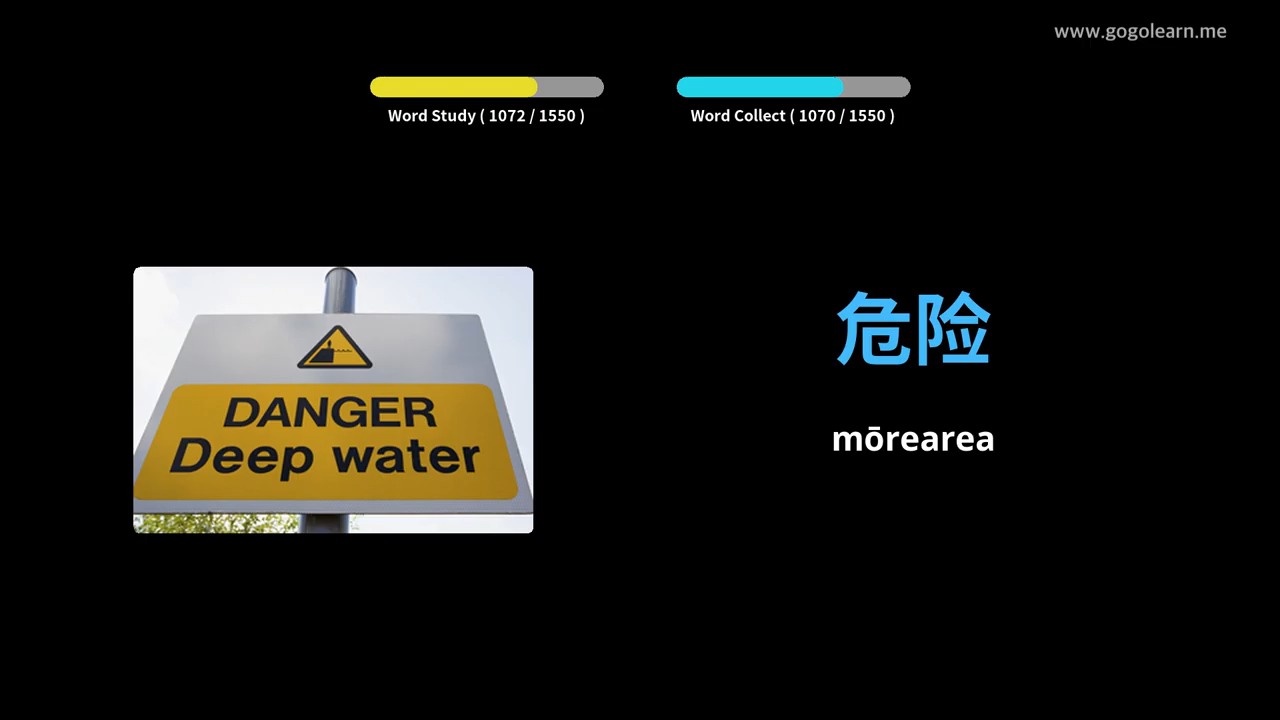 www.gogolearn.me
Word Study ( 1072 / 1550 )
Word Collect ( 1070 / 1550 )
DANGER
Deep water
危险
mōrearea